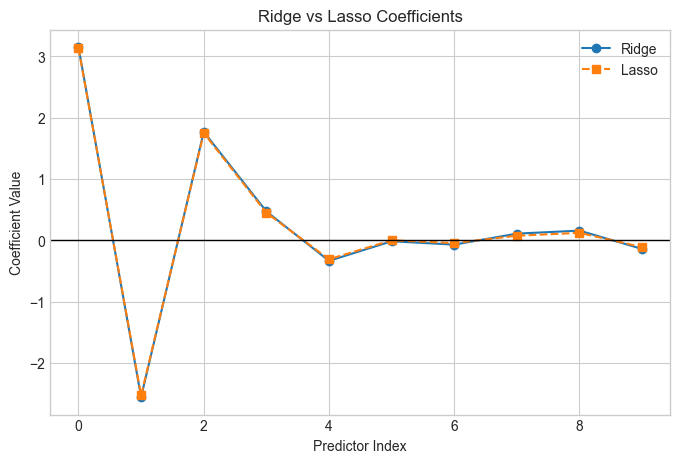 Ridge vs Lasso Coefficients
Ridge
Lasso
Coefficient Value
3
2
1
0
−1
−2
0
2
4
6
8
Predictor Index